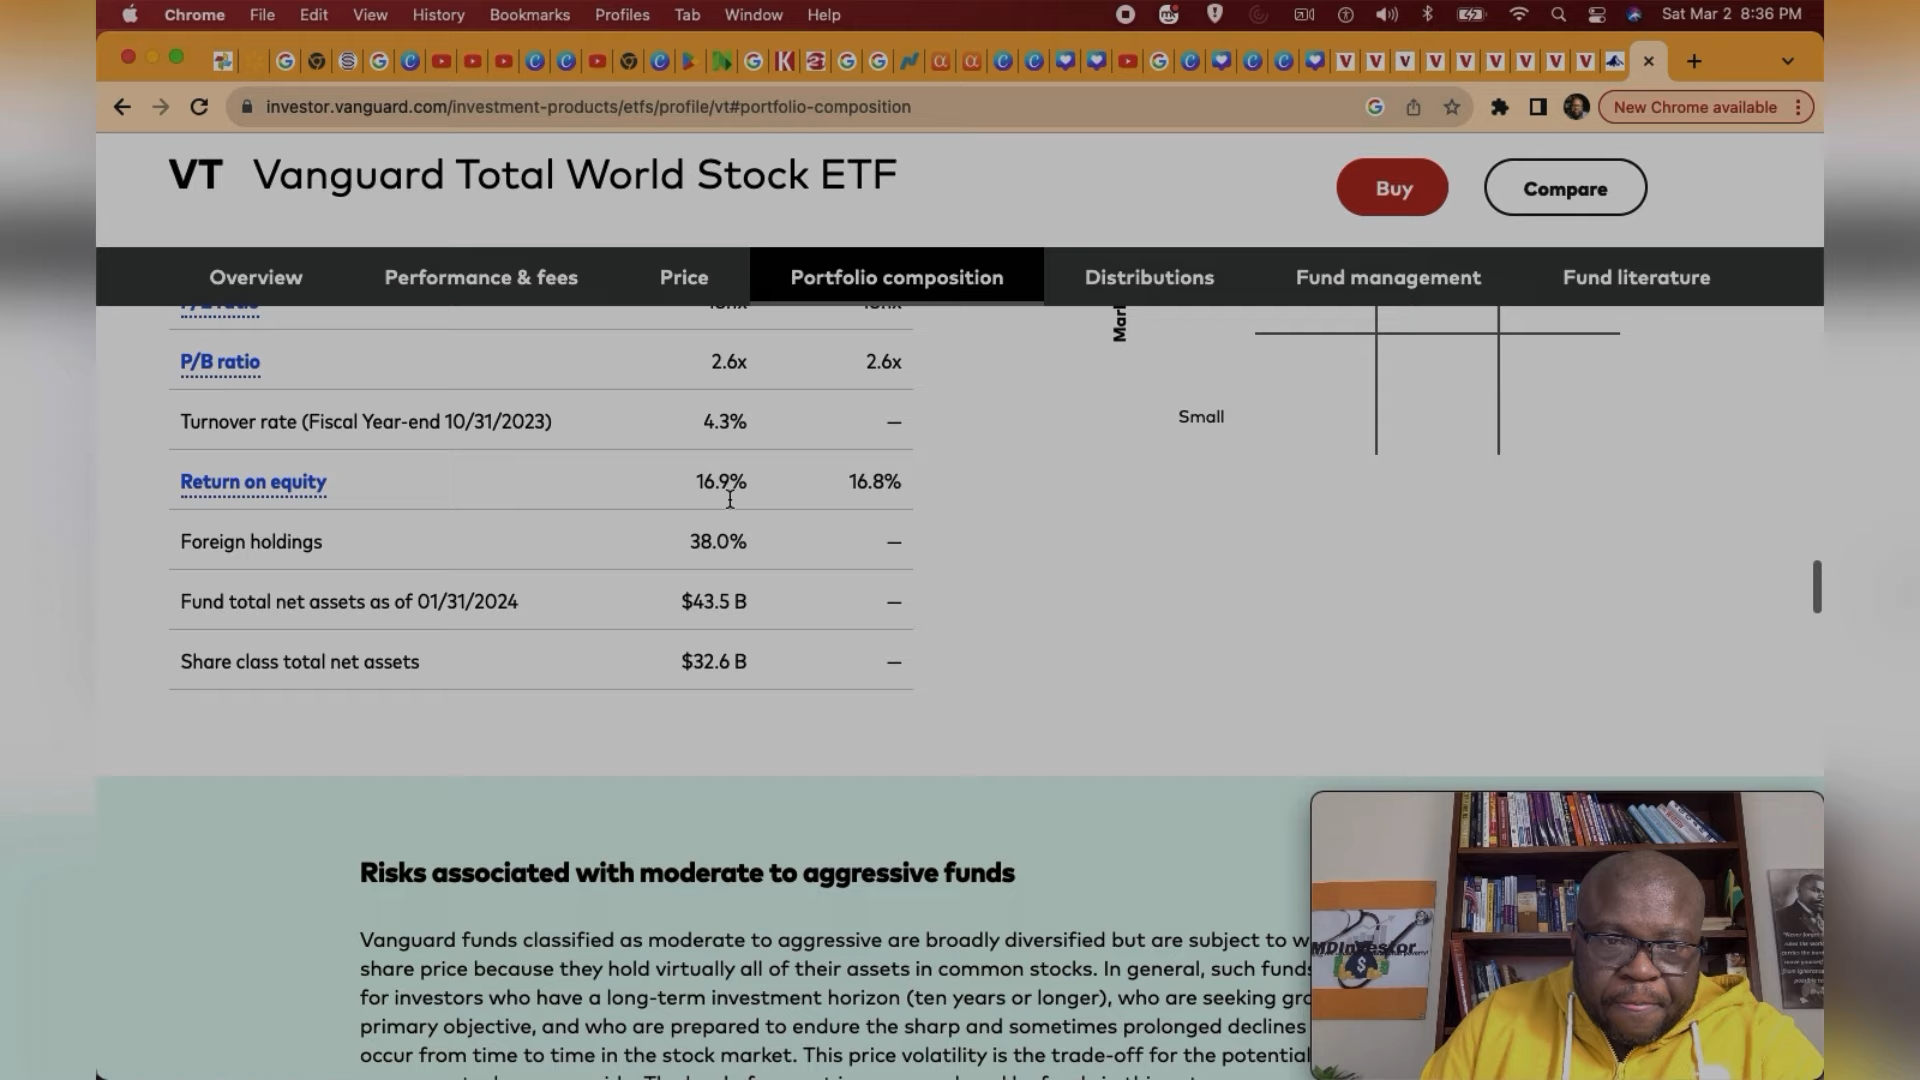 Chrome File Edit View History Bookmarks Profiles Tab Window Help Sat Mar 2 8:36 PM
investor.vanguard.com/investment-products/etfs/profile/vt#portfolio-composition New Chrome available
VT Vanguard Total World Stock ETF
Buy Compare
Overview Performance & fees Price Portfolio composition Distributions Fund management Fund literature
P/B ratio 2.6x 2.6x
Turnover rate (Fiscal Year-end 10/31/2023) 4.3% —
Return on equity 16.9% 16.8%
Foreign holdings 38.0% —
Fund total net assets as of 01/31/2024 $43.5 B —
Share class total net assets $32.6 B —
Mar
Small
Risks associated with moderate to aggressive funds
Vanguard funds classified as moderate to aggressive are broadly diversified but are subject to w
share price because they hold virtually all of their assets in common stocks. In general, such funds
for investors who have a long-term investment horizon (ten years or longer), who are seeking gro
primary objective, and who are prepared to endure the sharp and sometimes prolonged declines
occur from time to time in the stock market. This price volatility is the trade-off for the potential
MDInvestor